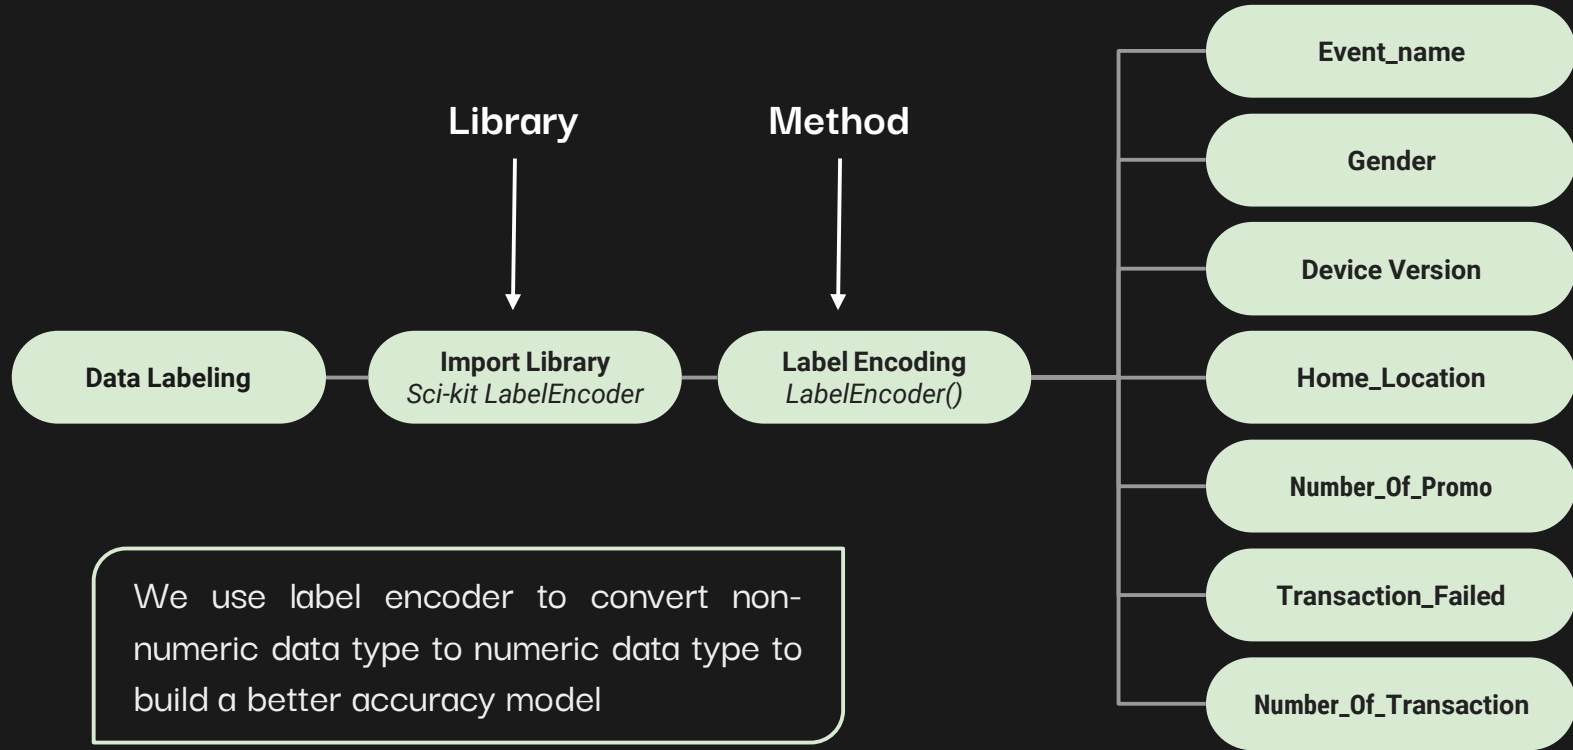 Library
Method
Data Labeling
Import Library
Sci-kit LabelEncoder
Label Encoding
LabelEncoder()
Event_name
Gender
Device Version
Home_Location
Number_Of_Promo
Transaction_Failed
Number_Of_Transaction
We use label encoder to convert non-
numeric data type to numeric data type to
build a better accuracy model